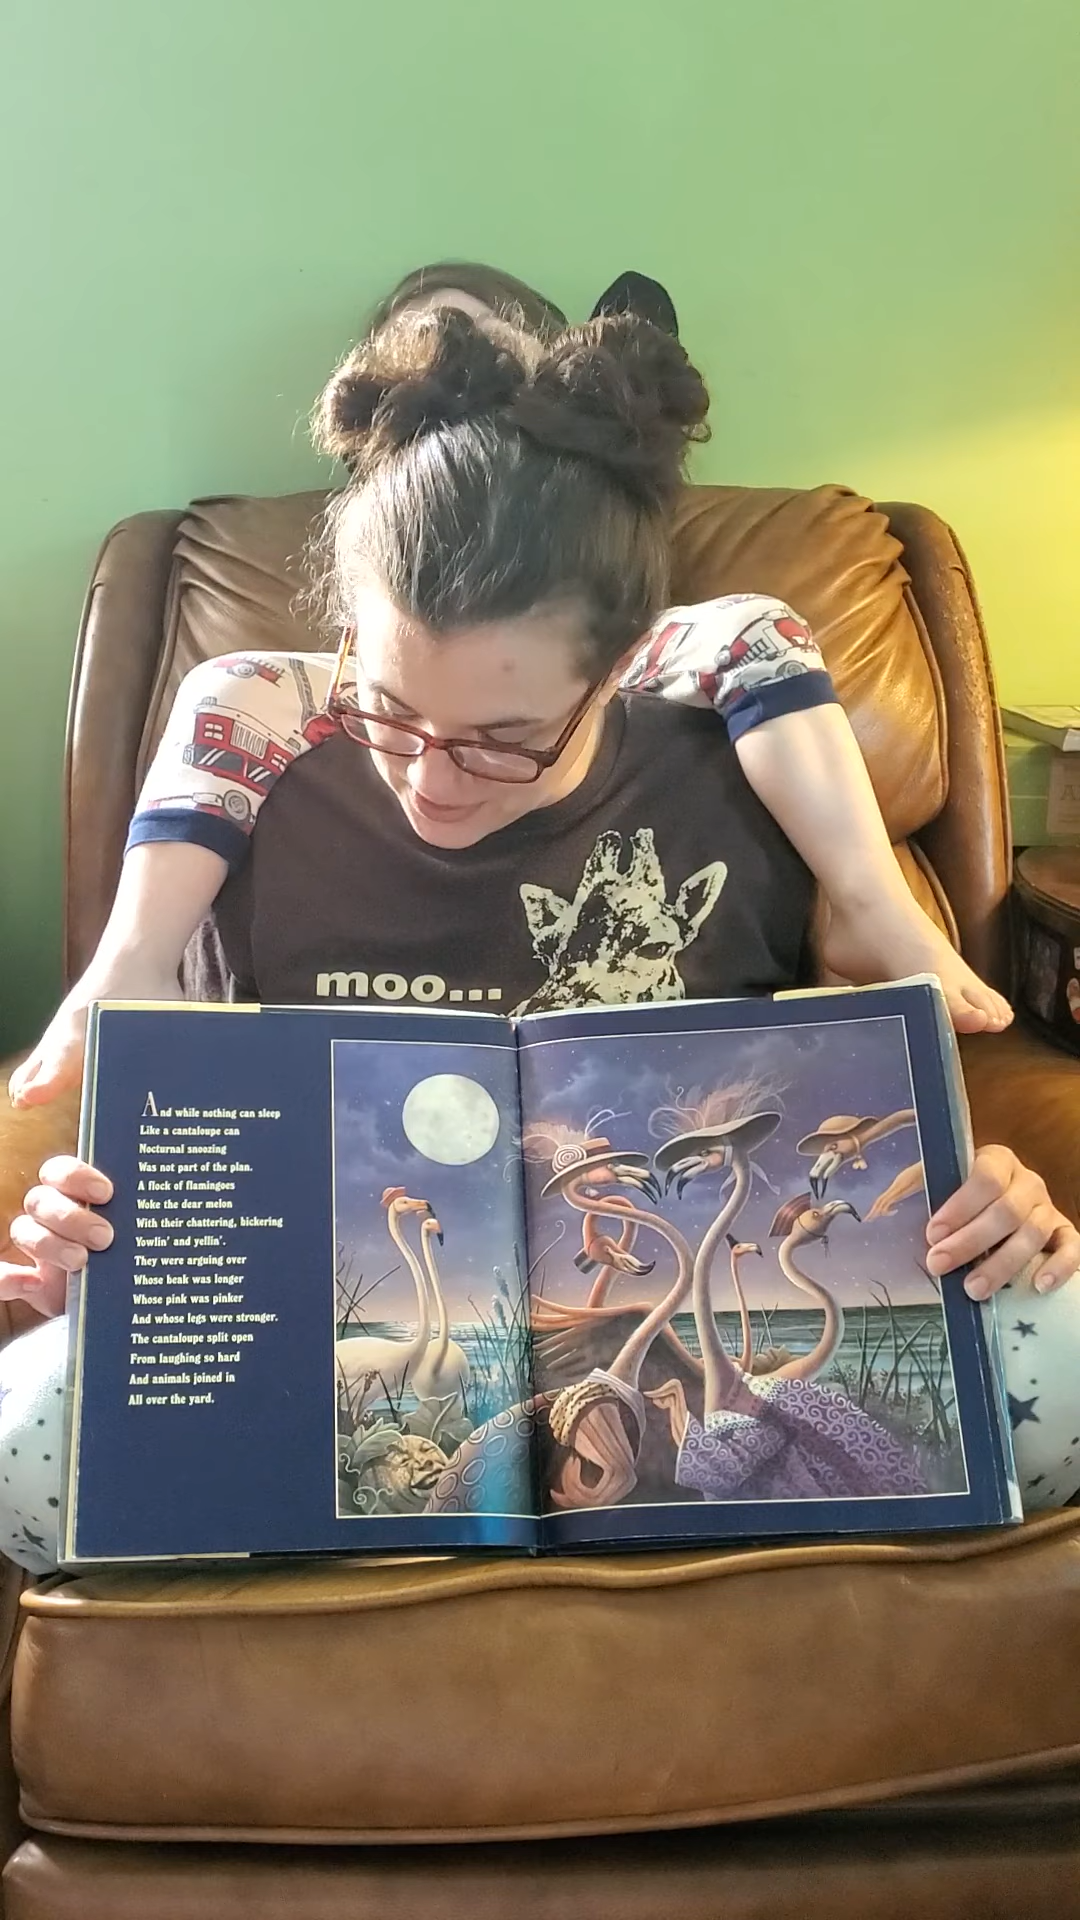 moo...
And while nothing can sleep
Like a cantaloupe can
Nocturnal snoozing
Was not part of the plan.
A flock of flamingoes
Woke the dear melon
With their chattering, bickering
Yowlin' and yellin'.
They were arguing over
Whose beak was longer
Whose pink was pinker
And whose legs were stronger.
The cantaloupe split open
From laughing so hard
And animals joined in
All over the yard.